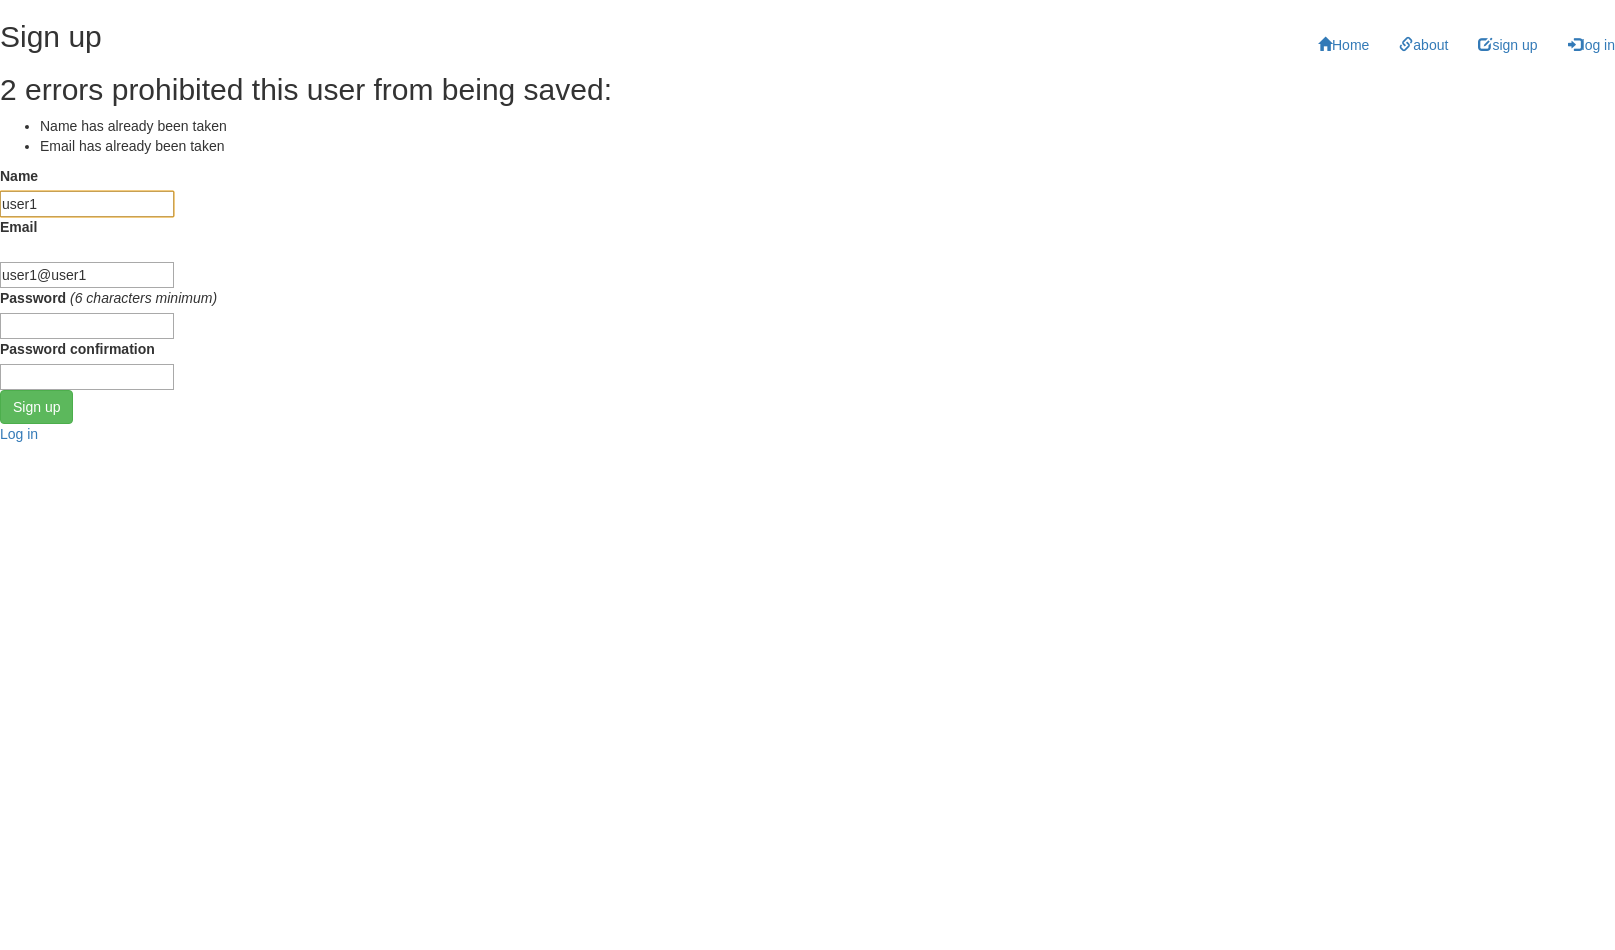 Sign up
Home about sign up log in
2 errors prohibited this user from being saved:
Name has already been taken
Email has already been taken
Name
user1
Email
user1@user1
Password (6 characters minimum)
Password confirmation
Sign up
Log in